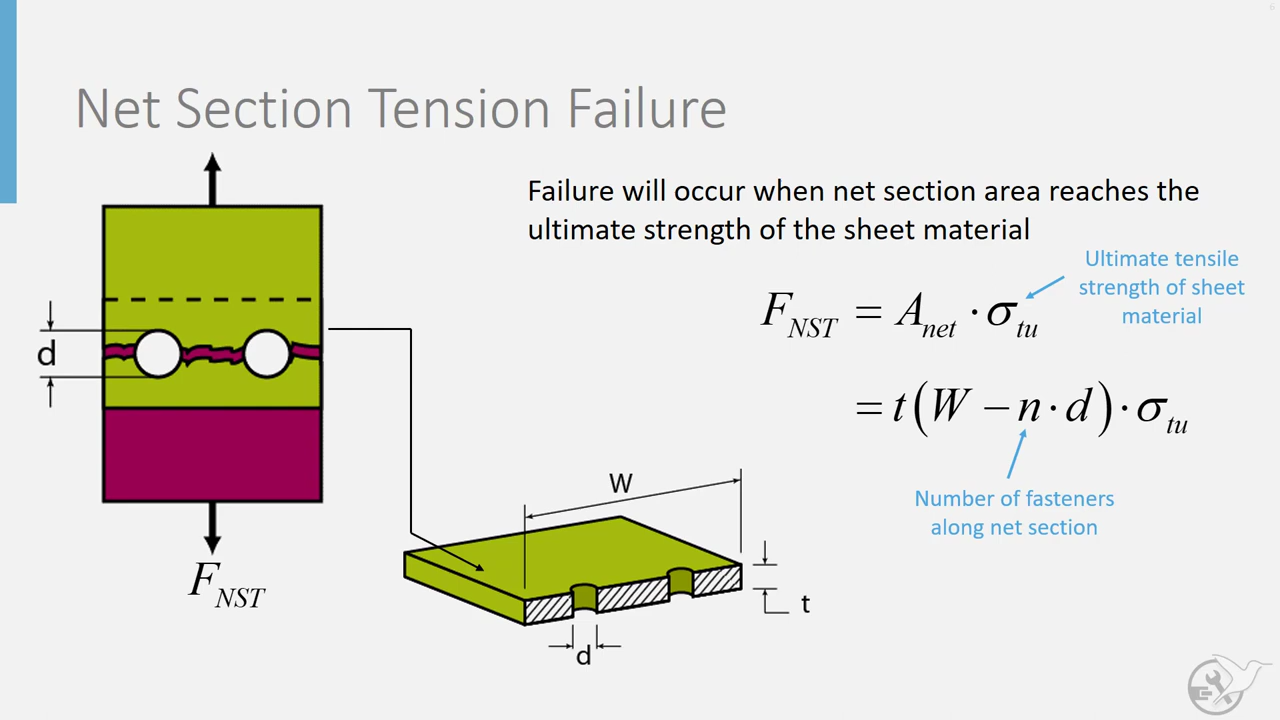 6
Net Section Tension Failure
Failure will occur when net section area reaches the
ultimate strength of the sheet material
Ultimate tensile
strength of sheet
material
F_NST = A_net · σ_tu
= t(W − n · d) · σ_tu
Number of fasteners
along net section
d
F_NST
W
t
d